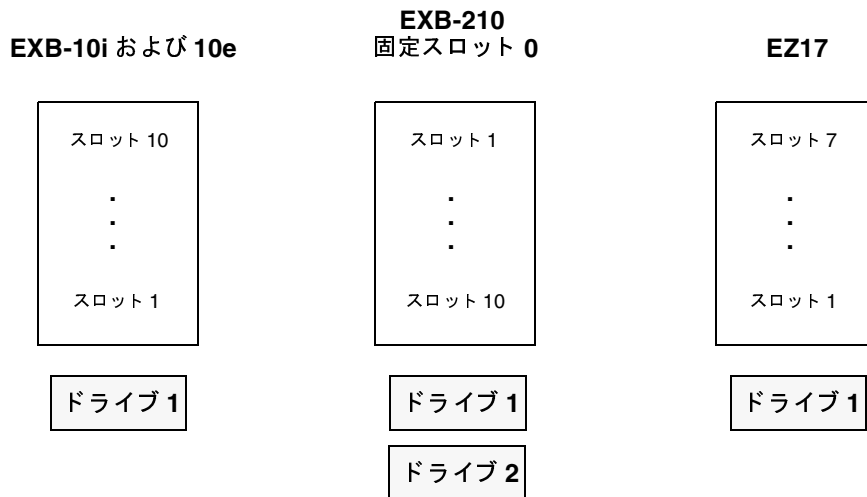 EXB-10i および 10e
スロット 10
スロット 1
ドライブ 1
EXB-210
固定スロット 0
スロット 1
スロット 10
ドライブ 1
ドライブ 2
EZ17
スロット 7
スロット 1
ドライブ 1